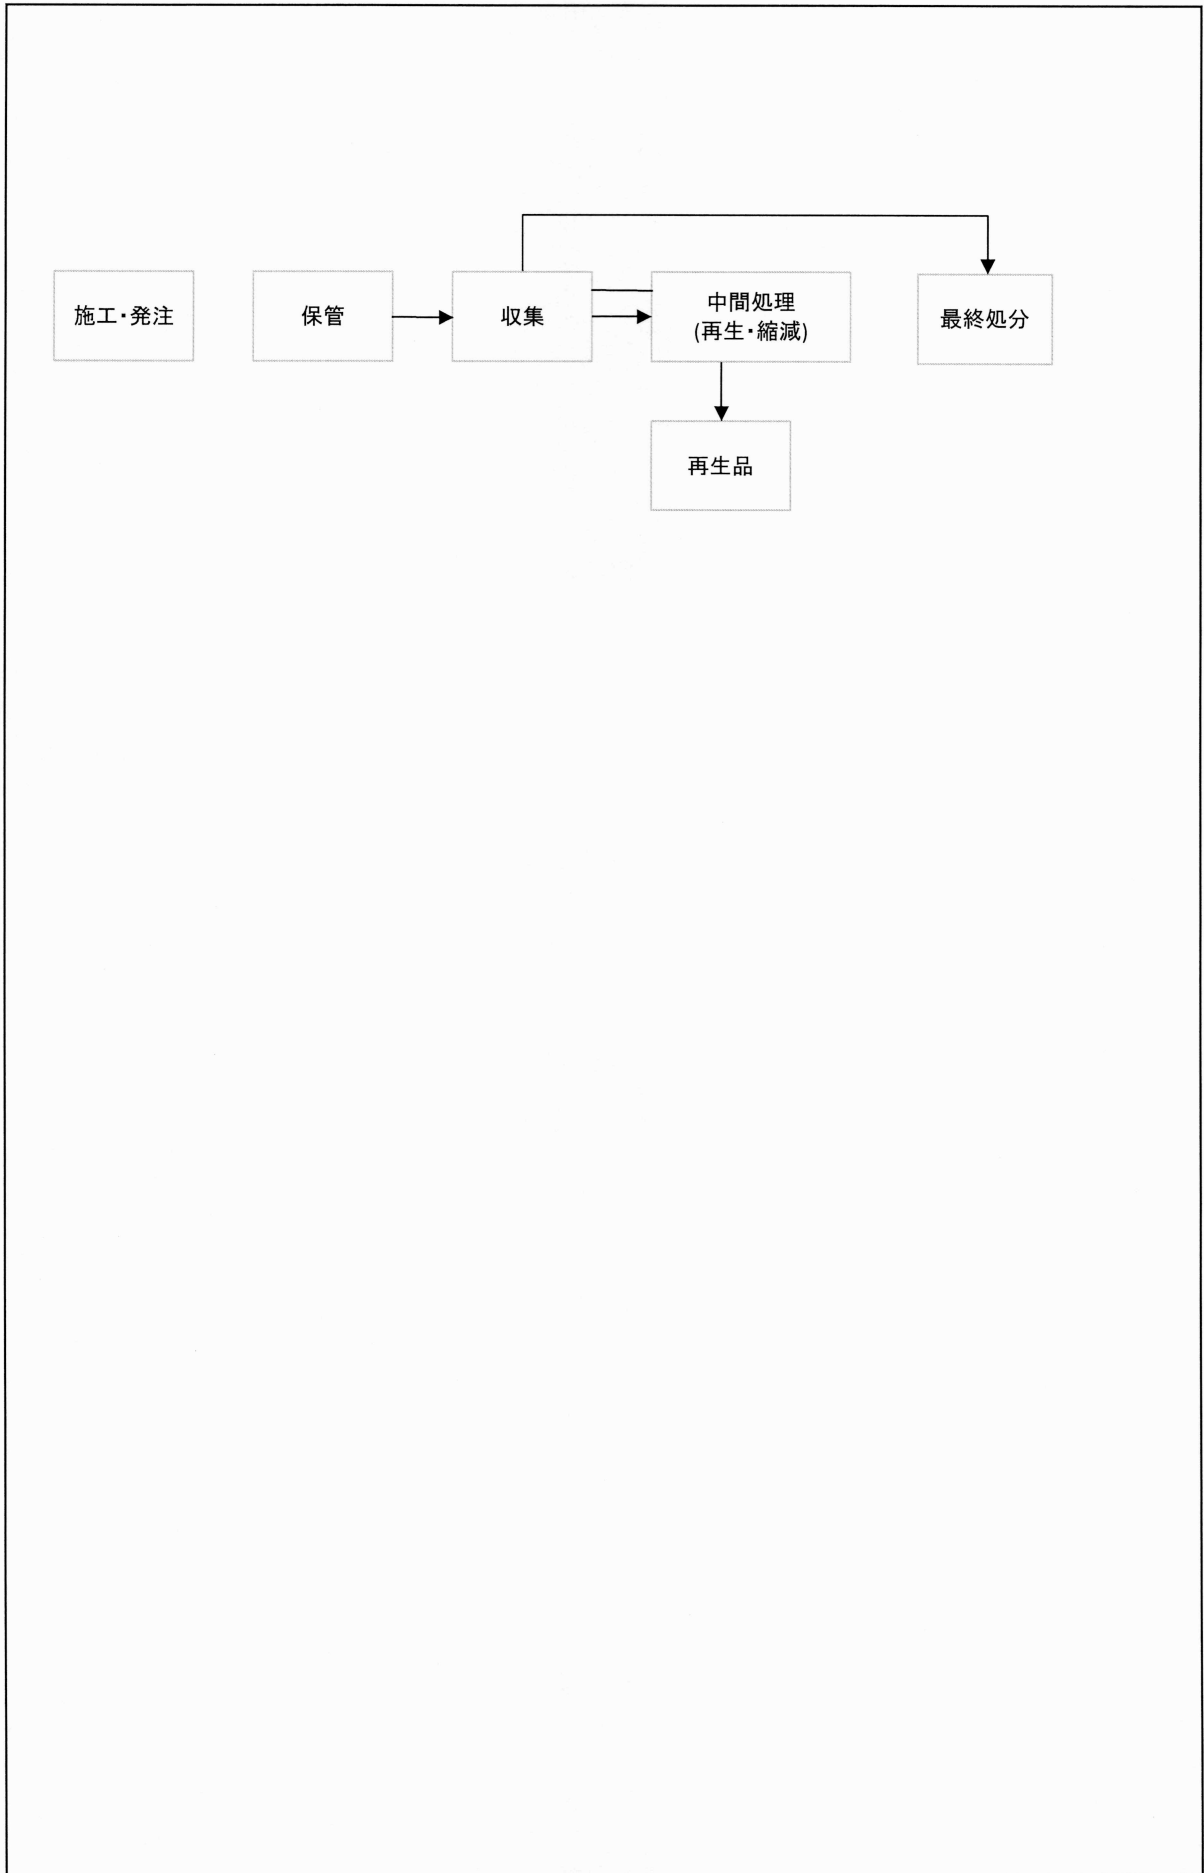 施工・発注
保管
収集
中間処理
(再生・縮減)
最終処分
再生品